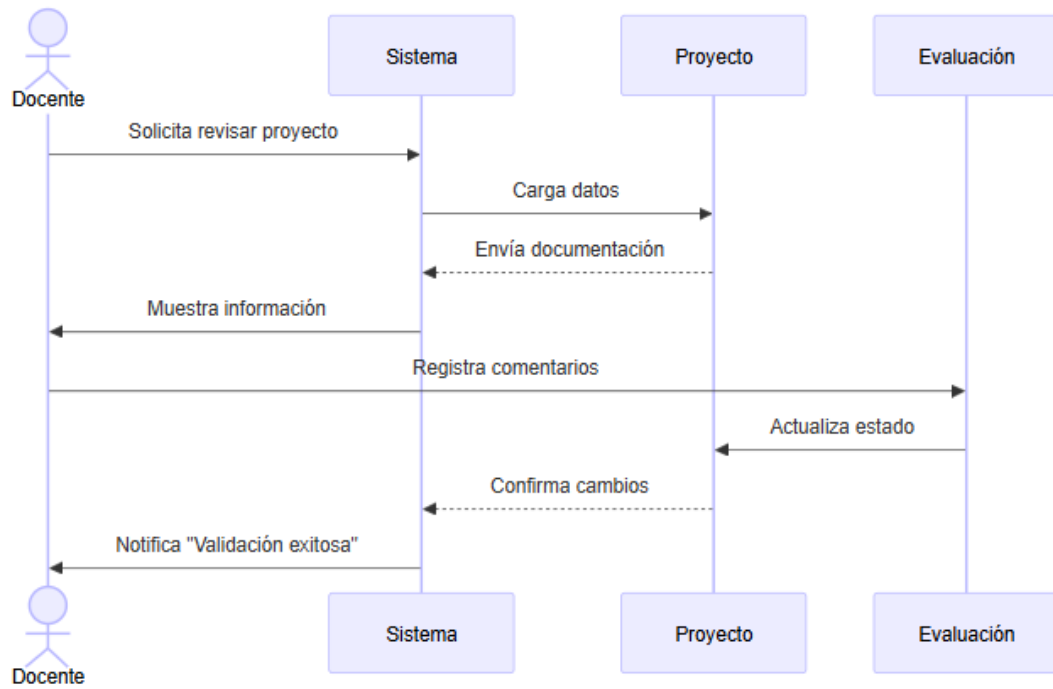 Sistema
Proyecto
Evaluación
Docente
Solicita revisar proyecto
Carga datos
Envía documentación
Muestra información
Registra comentarios
Actualiza estado
Confirma cambios
Notifica "Validación exitosa"
Sistema
Proyecto
Evaluación
Docente